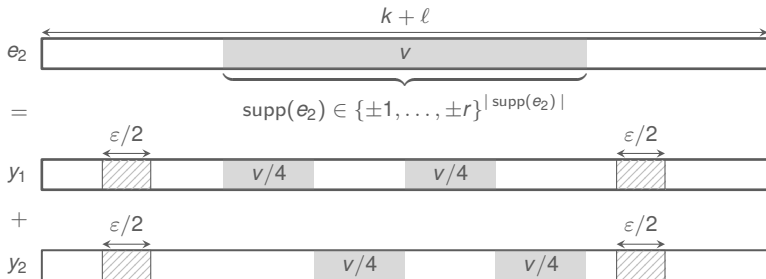 k + ℓ
e₂ v
supp(e₂) ∈ {±1, . . . , ±r}^| supp(e₂) |
=
ε/2 ε/2
y₁ v/4 v/4
+
ε/2 ε/2
y₂ v/4 v/4